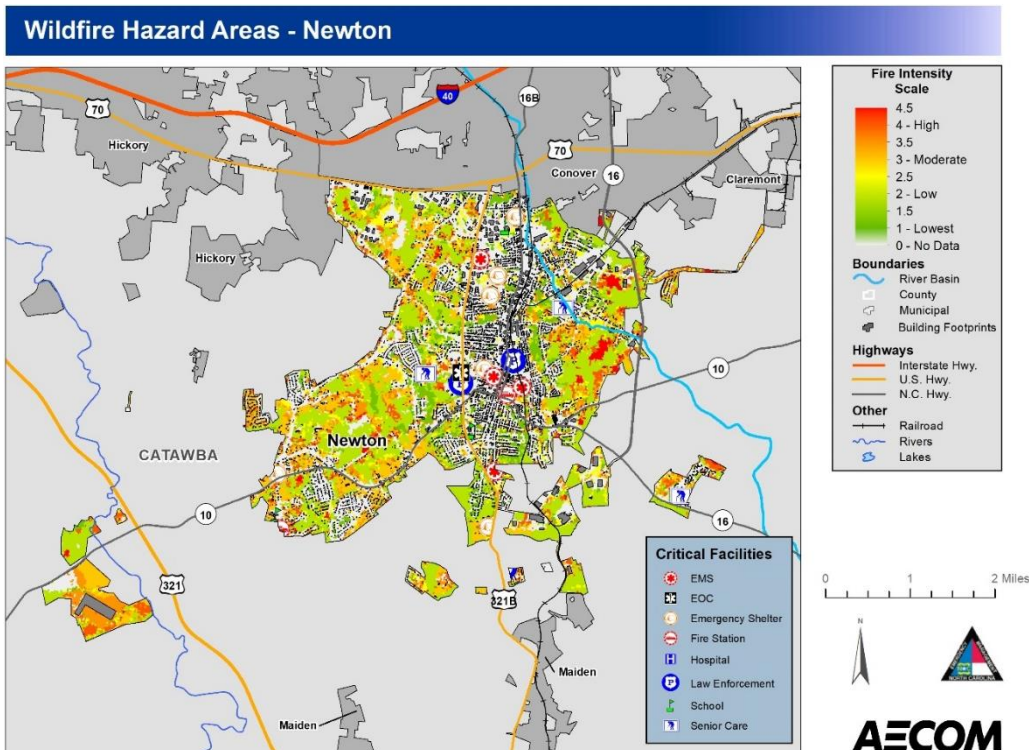 Wildfire Hazard Areas - Newton
40
16B
70
Hickory
70
Conover
16
Claremont
Hickory
10
Newton
CATAWBA
10
16
321
321B
Maiden
Maiden
Critical Facilities
EMS
EOC
Emergency Shelter
Fire Station
H Hospital
P Law Enforcement
School
Senior Care
Fire Intensity
Scale
4.5
4 - High
3.5
3 - Moderate
2.5
2 - Low
1.5
1 - Lowest
0 - No Data
Boundaries
River Basin
County
Municipal
Building Footprints
Highways
Interstate Hwy.
U.S. Hwy.
N.C. Hwy.
Other
Railroad
Rivers
Lakes
0 1 2 Miles
N
NORTH CAROLINA
AECOM